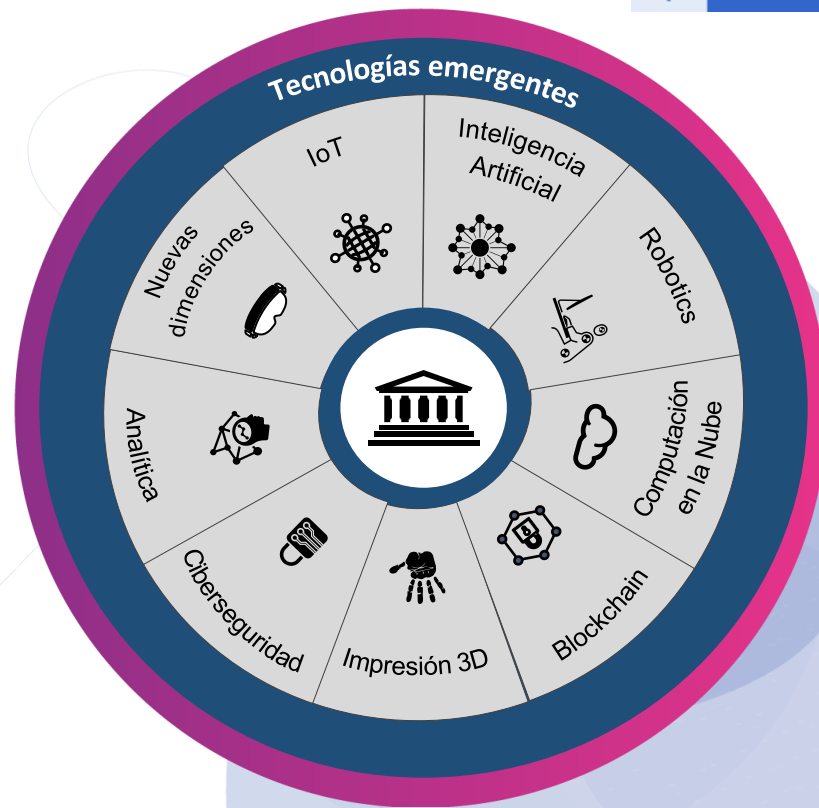 Tecnologías emergentes
Inteligencia
Artificial
Robotics
Computación
en la Nube
Blockchain
Impresión 3D
Ciberseguridad
Analítica
Nuevas
dimensiones
IoT